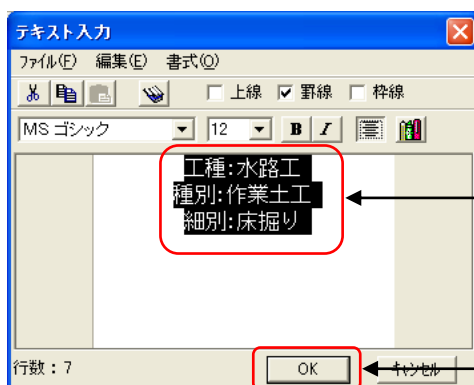 テキスト入力
ファイル(F) 編集(E) 書式(O)
上線 罫線 枠線
MS ゴシック 12 B I
工種:水路工
種別:作業土工
細別:床掘り
行数:7 OK キャンセル